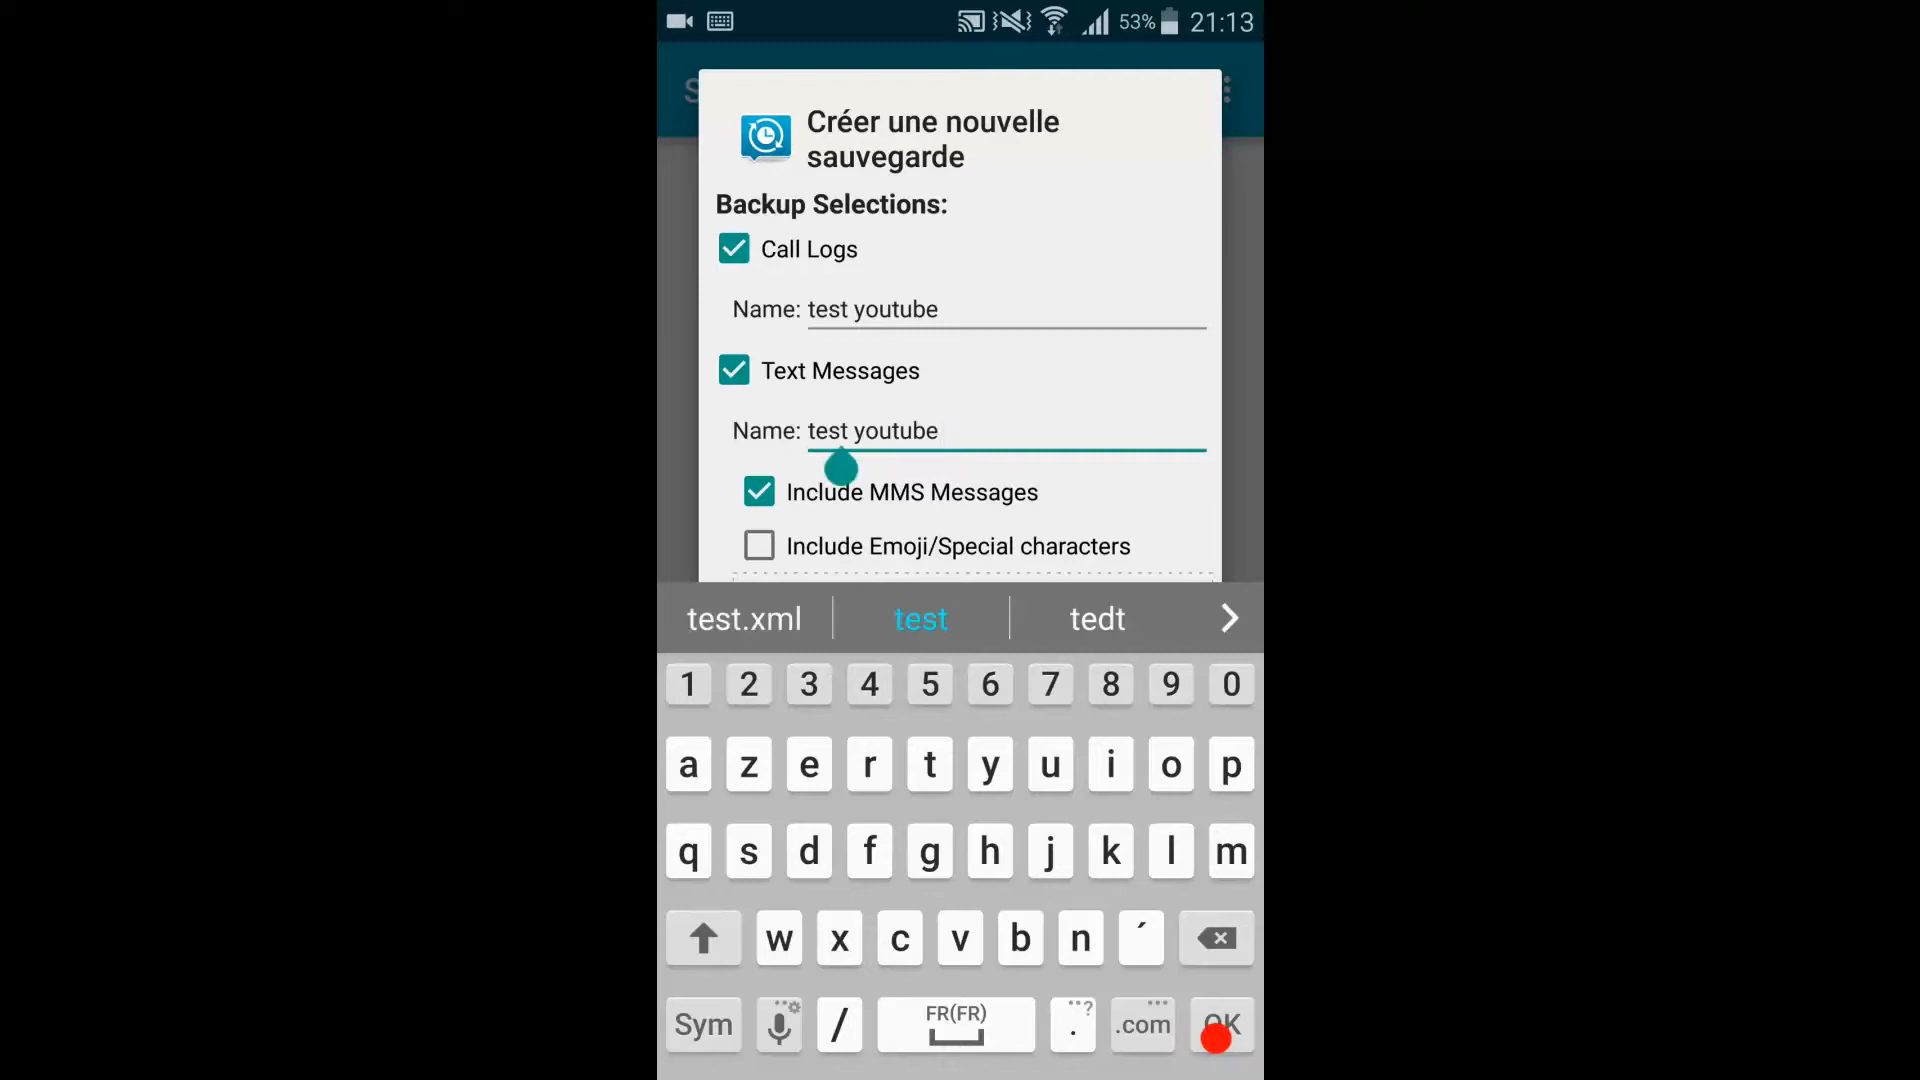 53% 21:13
S
Créer une nouvelle
sauvegarde
Backup Selections:
Call Logs
Name: test youtube
Text Messages
Name: test youtube
Include MMS Messages
Include Emoji/Special characters
test.xml test tedt
1 2 3 4 5 6 7 8 9 0
a z e r t y u i o p
q s d f g h j k l m
w x c v b n ´
Sym / FR(FR) . ? .com OK